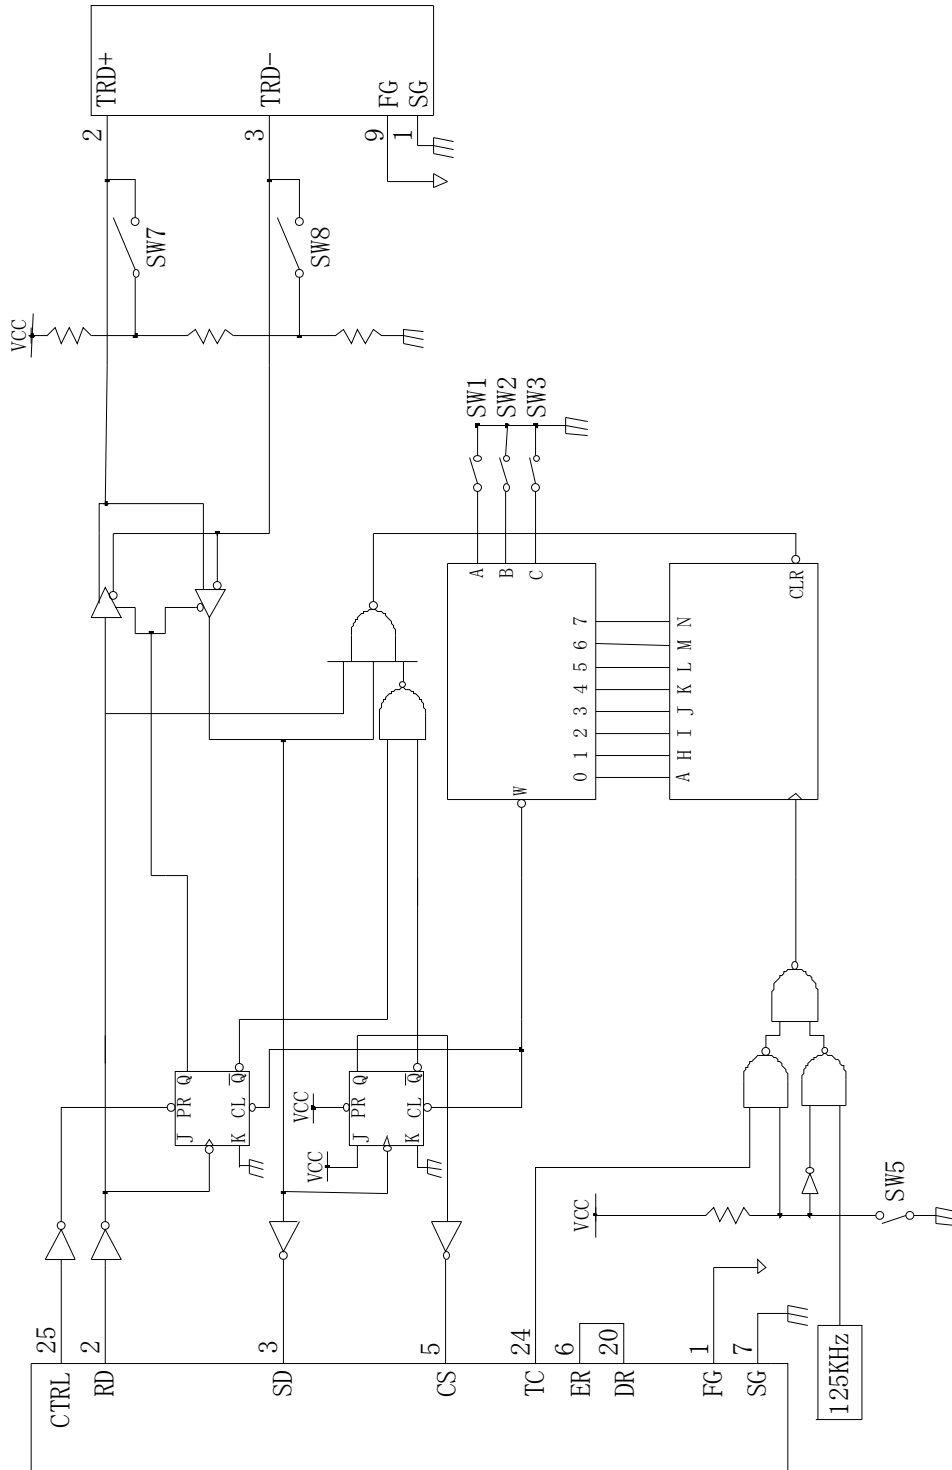 TRD+
TRD-
FG
SG
2
3
9
1
SW7
SW8
VCC
SW1
SW2
SW3
A
B
C
W
0 1 2 3 4 5 6 7
A H I J K L M N
CLR
J
PR
Q
K
CL
Q
VCC
VCC
J
PR
Q
K
CL
Q
VCC
SW5
25
2
3
5
24
6
20
1
7
CTRL
RD
SD
CS
TC
ER
DR
FG
SG
125KHz